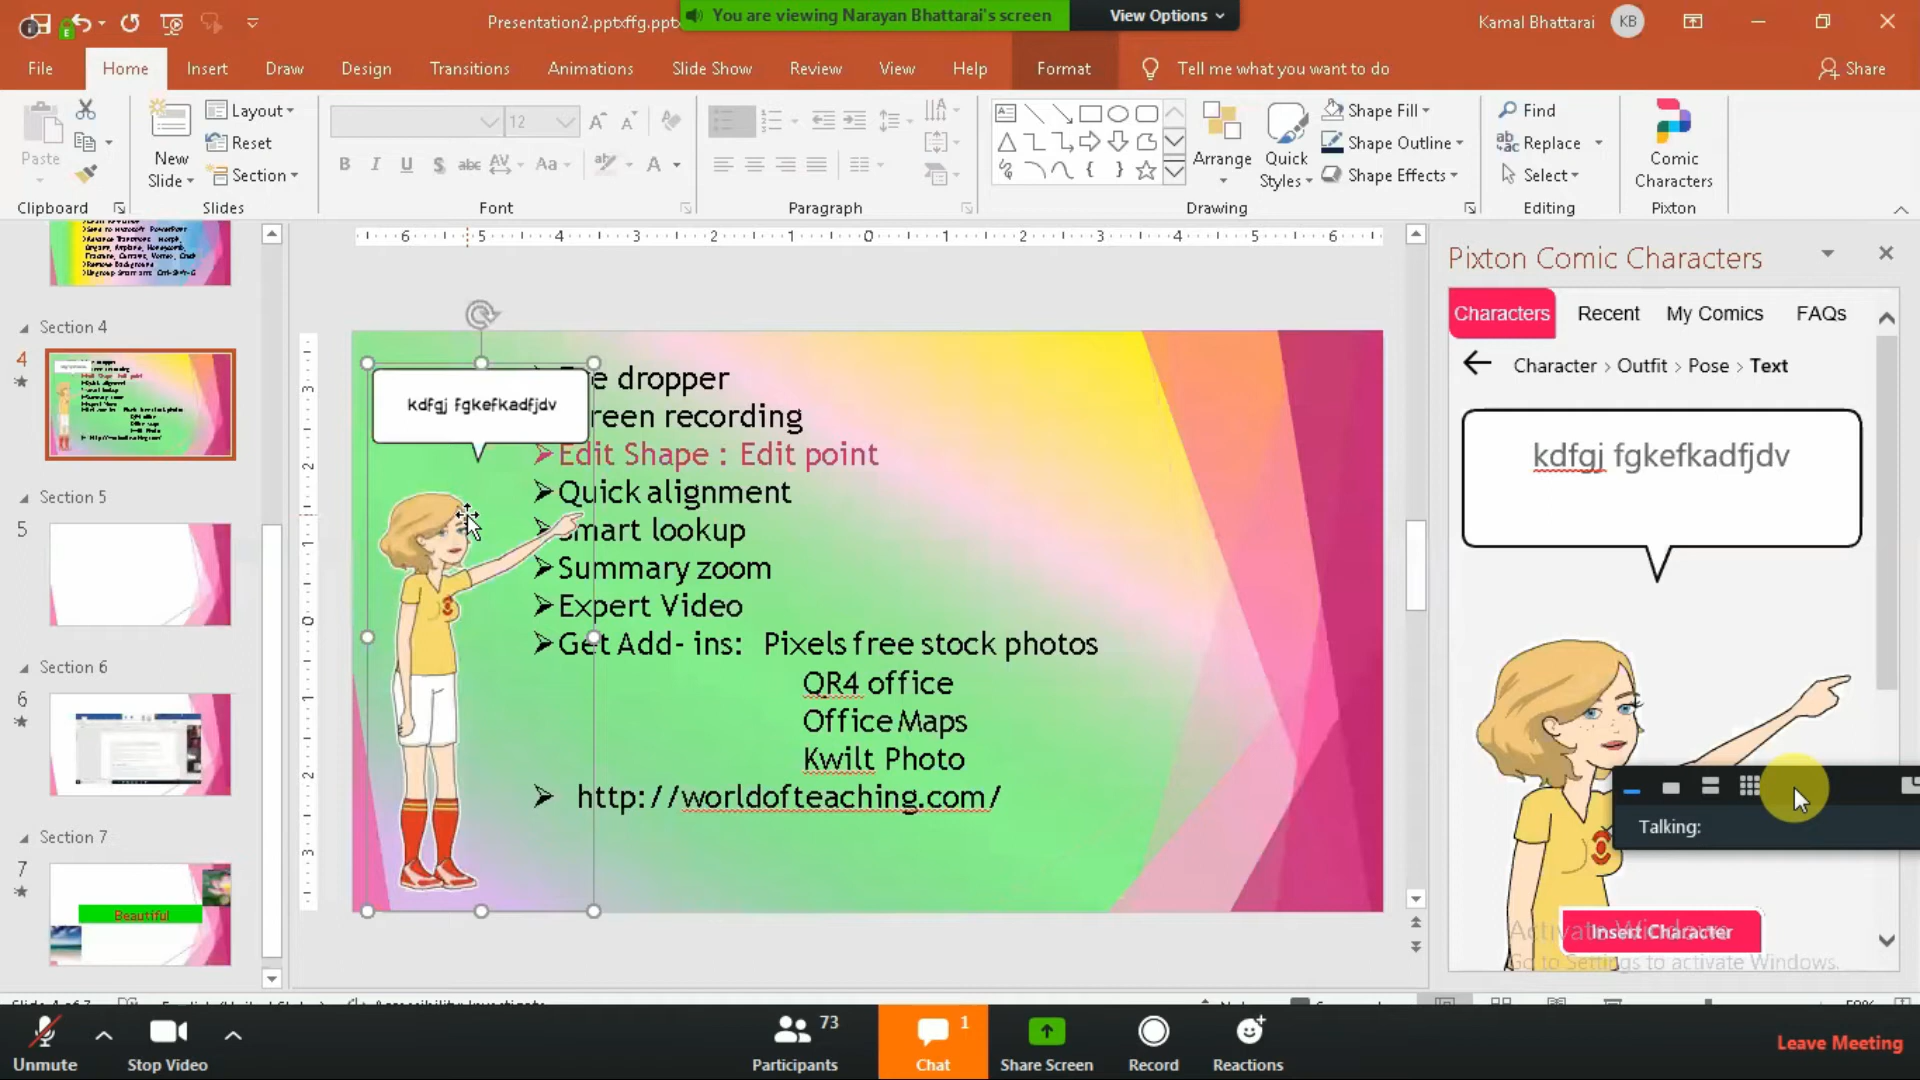 Presentation2.pptxffg.pptx
You are viewing Narayan Bhattarai's screen
View Options
Kamal Bhattarai
KB
File
Home
Insert
Draw
Design
Transitions
Animations
Slide Show
Review
View
Help
Format
Tell me what you want to do
Share
Paste
New
Slide
Layout
Reset
Section
12
Arrange
Quick
Styles
Shape Fill
Shape Outline
Shape Effects
Find
Replace
Select
Comic
Characters
Clipboard
Slides
Font
Paragraph
Drawing
Editing
Pixton
Section 4
4
Section 5
5
Section 6
6
Section 7
7
Beautiful
kdfgj fgkefkadfjdv
dropper
reen recording
➢Edit Shape : Edit point
➢Quick alignment
➢Smart lookup
➢Summary zoom
➢Expert Video
➢Get Add- ins: Pixels free stock photos
QR4 office
Office Maps
Kwilt Photo
➢ http://worldofteaching.com/
Pixton Comic Characters
Characters
Recent
My Comics
FAQs
Character › Outfit › Pose › Text
kdfgj fgkefkadfjdv
Talking:
Insert Character
Activate Windows
Go to Settings to activate Windows.
Unmute
Stop Video
Participants
73
Chat
1
Share Screen
Record
Reactions
Leave Meeting